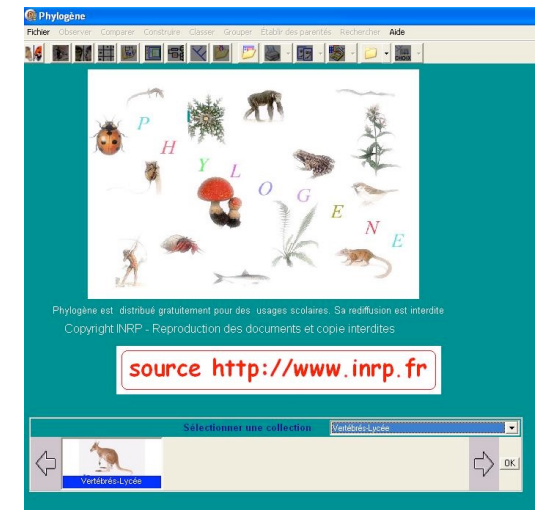 Phylogène
Fichier Observer Comparer Construire Classer Grouper Établir des parentés Rechercher Aide
P
H
Y
L
O
G
E
N
E
Phylogène est distribué gratuitement pour des usages scolaires. Sa rediffusion est interdite
Copyright INRP - Reproduction des documents et copie interdites
source http://www.inrp.fr
Sélectionner une collection Vertébrés-Lycée
OK
Vertébrés-Lycée